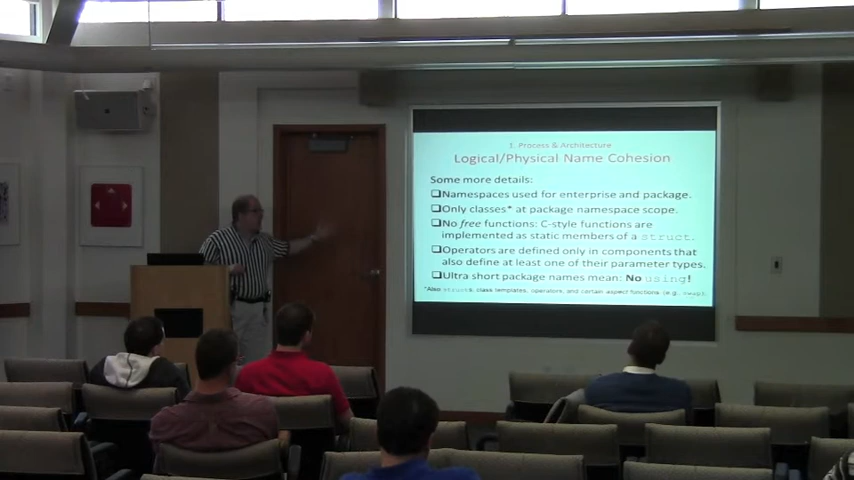 1. Process & Architecture
Logical/Physical Name Cohesion
Some more details:
Namespaces used for enterprise and package.
Only classes* at package namespace scope.
No free functions: C-style functions are
implemented as static members of a struct.
Operators are defined only in components that
also define at least one of their parameter types.
Ultra short package names mean: No using!
*Also structs, class templates, operators, and certain aspect functions (e.g., swap).